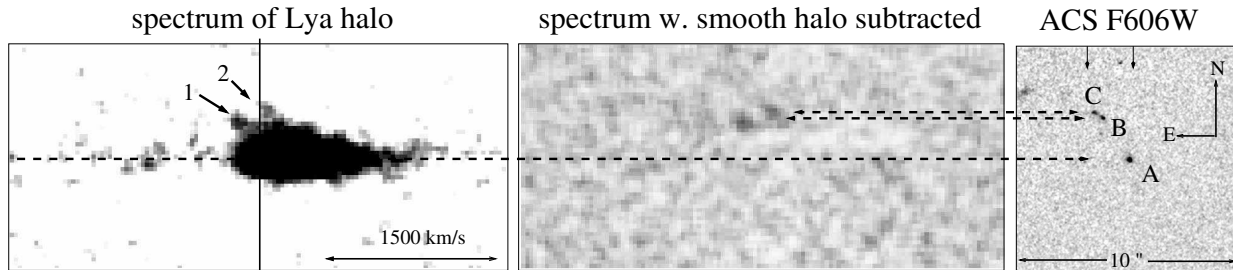 spectrum of Lya halo
spectrum w. smooth halo subtracted
ACS F606W
1
2
1500 km/s
N
E
C
B
A
10 "